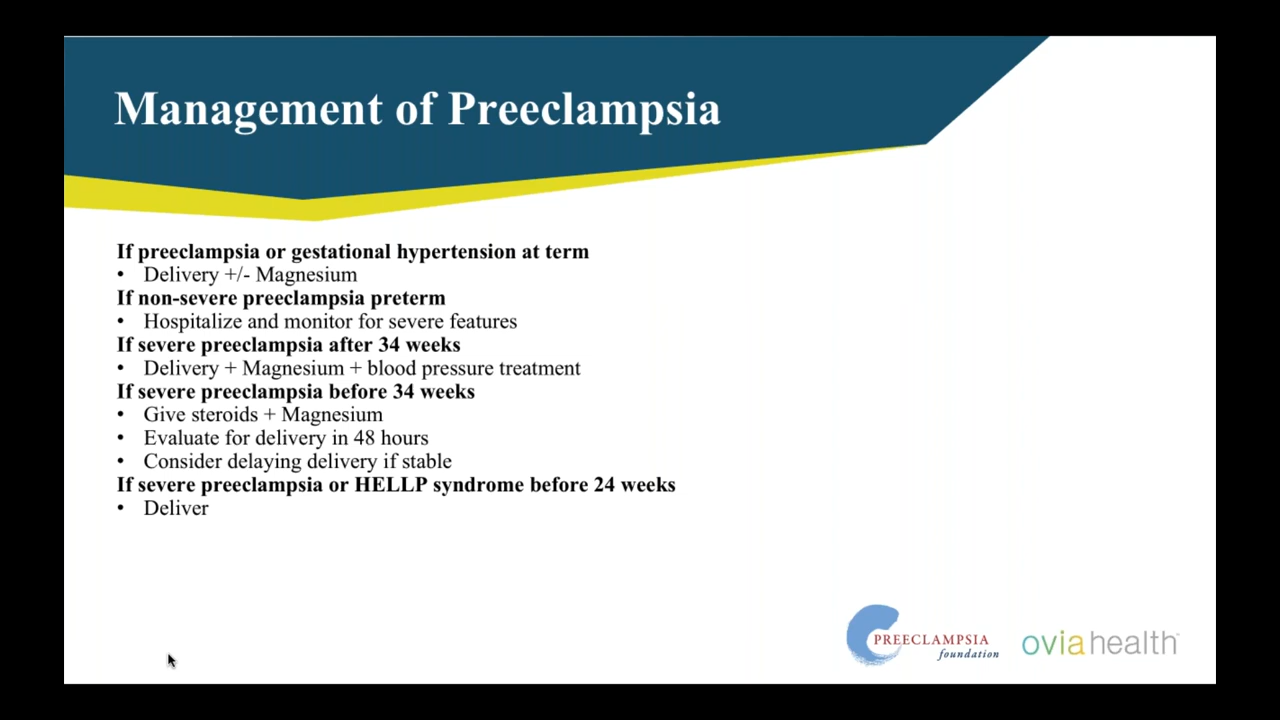 Management of Preeclampsia
If preeclampsia or gestational hypertension at term
• Delivery +/- Magnesium
If non-severe preeclampsia preterm
• Hospitalize and monitor for severe features
If severe preeclampsia after 34 weeks
• Delivery + Magnesium + blood pressure treatment
If severe preeclampsia before 34 weeks
• Give steroids + Magnesium
• Evaluate for delivery in 48 hours
• Consider delaying delivery if stable
If severe preeclampsia or HELLP syndrome before 24 weeks
• Deliver
PREECLAMPSIA
foundation
ovia health